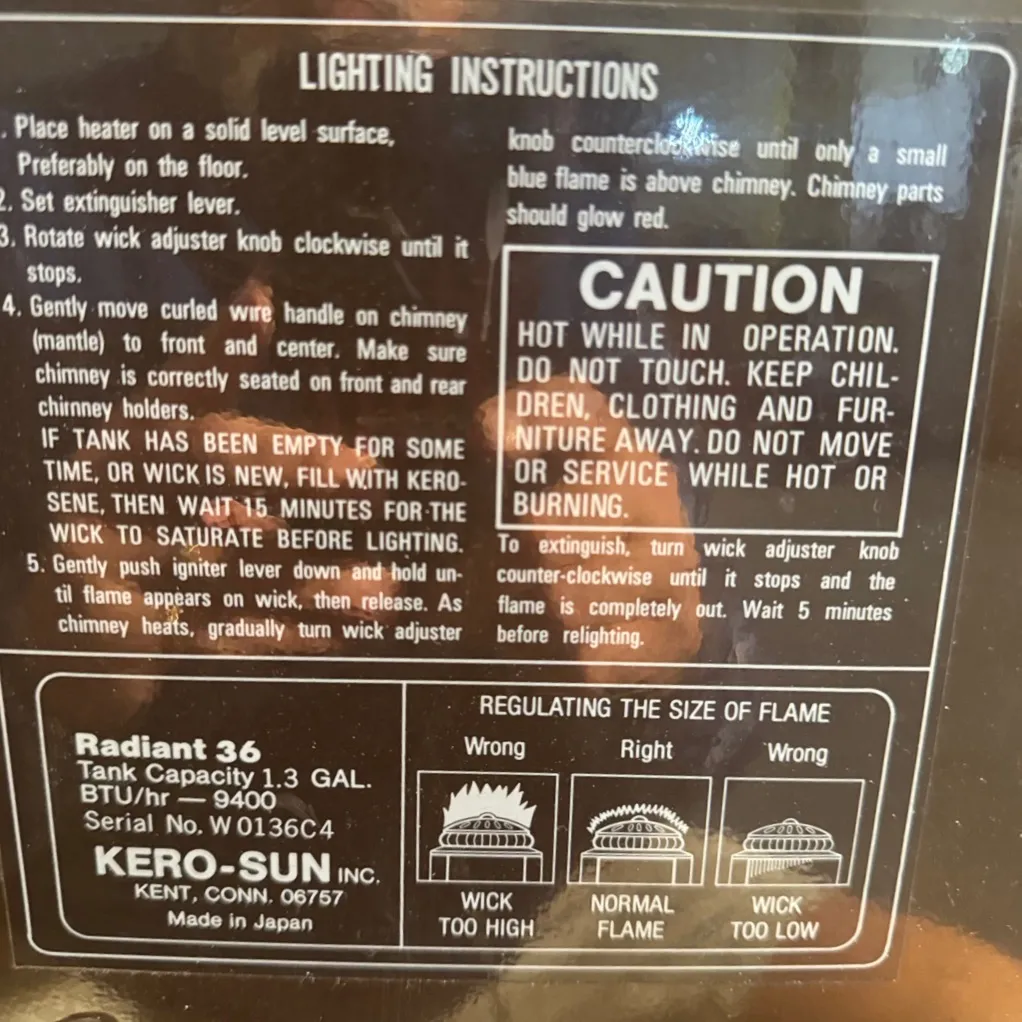 LIGHTING INSTRUCTIONS
. Place heater on a solid level surface,
Preferably on the floor.
2. Set extinguisher lever.
3. Rotate wick adjuster knob clockwise until it
stops.
4. Gently move curled wire handle on chimney
(mantle) to front and center. Make sure
chimney is correctly seated on front and rear
chimney holders.
IF TANK HAS BEEN EMPTY FOR SOME
TIME, OR WICK IS NEW, FILL WITH KERO-
SENE, THEN WAIT 15 MINUTES FOR THE
WICK TO SATURATE BEFORE LIGHTING.
5. Gently push igniter lever down and hold un-
til flame appears on wick, then release. As
chimney heats, gradually turn wick adjuster
knob counterclockwise until only a small
blue flame is above chimney. Chimney parts
should glow red.
CAUTION
HOT WHILE IN OPERATION.
DO NOT TOUCH. KEEP CHIL-
DREN, CLOTHING AND FUR-
NITURE AWAY. DO NOT MOVE
OR SERVICE WHILE HOT OR
BURNING.
To extinguish, turn wick adjuster knob
counter-clockwise until it stops and the
flame is completely out. Wait 5 minutes
before relighting.
Radiant 36
Tank Capacity 1.3 GAL.
BTU/hr — 9400
Serial No. W0136C4
KERO-SUN INC.
KENT, CONN. 06757
Made in Japan
REGULATING THE SIZE OF FLAME
Wrong Right Wrong
WICK NORMAL WICK
TOO HIGH FLAME TOO LOW